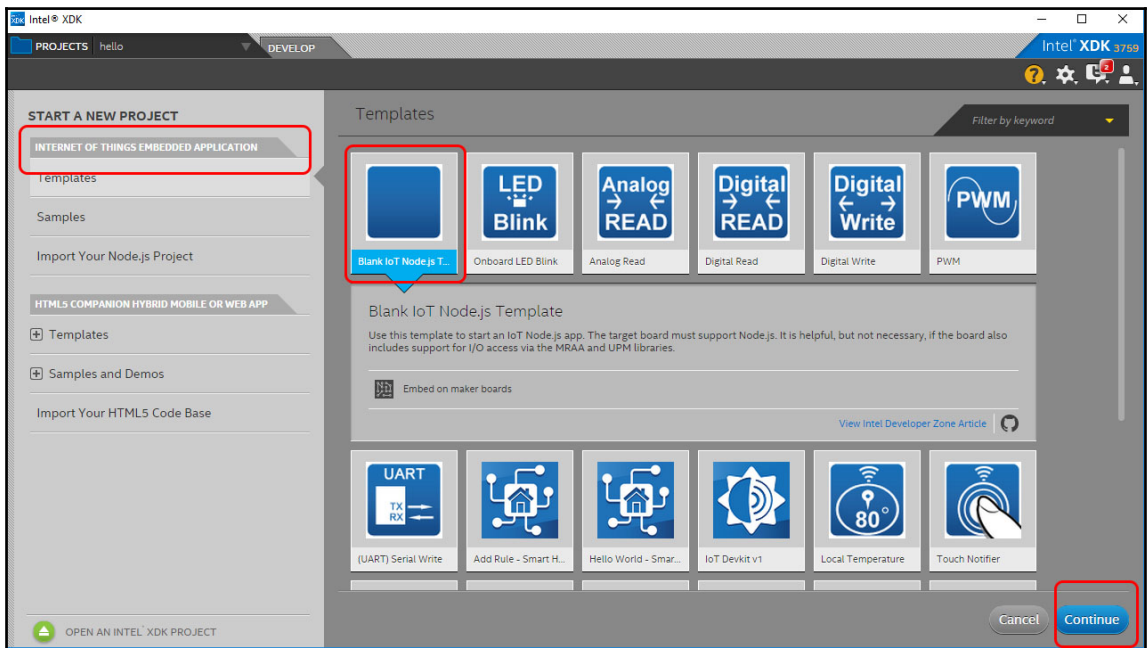 Intel® XDK
PROJECTS hello DEVELOP Intel® XDK 3759
2
START A NEW PROJECT
INTERNET OF THINGS EMBEDDED APPLICATION
Templates
Samples
Import Your Node.js Project
HTML5 COMPANION HYBRID MOBILE OR WEB APP
Templates
Samples and Demos
Import Your HTML5 Code Base
OPEN AN INTEL® XDK PROJECT
Templates
Filter by keyword
LED Blink
Analog READ
Digital READ
Digital Write
PWM
Blank IoT Node.js T...
Onboard LED Blink
Analog Read
Digital Read
Digital Write
PWM
Blank IoT Node.js Template
Use this template to start an IoT Node.js app. The target board must support Node.js. It is helpful, but not necessary, if the board also
includes support for I/O access via the MRAA and UPM libraries.
Embed on maker boards
View Intel Developer Zone Article
UART
TX
RX
80°
(UART) Serial Write
Add Rule - Smart H...
Hello World - Smar...
IoT Devkit v1
Local Temperature
Touch Notifier
Cancel
Continue